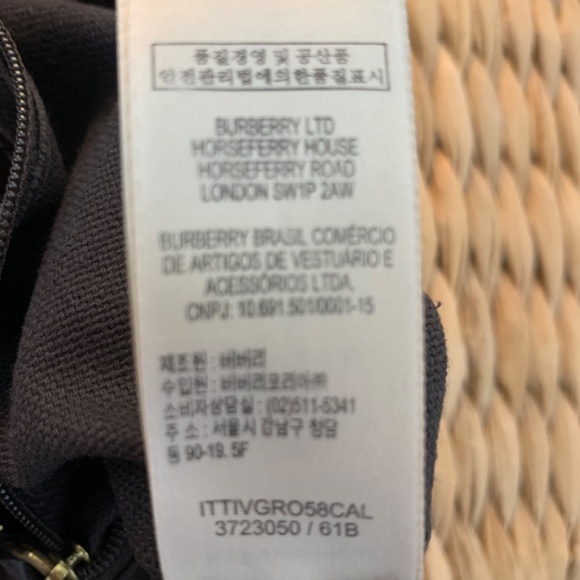 품질경영 및 공산품
안전관리법에의한품질표시
BURBERRY LTD
HORSEFERRY HOUSE
HORSEFERRY ROAD
LONDON SW1P 2AW
BURBERRY BRASIL COMÉRCIO
DE ARTIGOS DE VESTUÁRIO E
ACESSÓRIOS LTDA.
CNPJ: 10.691.501/0001-15
제조원 : 버버리
수입원 : 버버리코리아㈜
소비자상담실 : (02)511-5341
주 소 : 서울시 강남구 청담
동 90-19. 5F
ITTIVGRO58CAL
3723050 / 61B